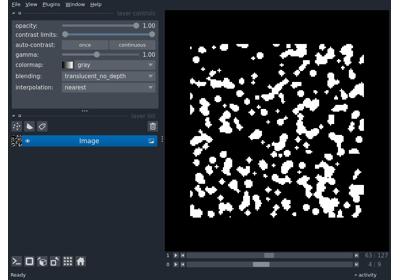 File View Plugins Window Help
layer controls
opacity: 1.00
contrast limits:
auto-contrast: once continuous
gamma: 1.00
colormap: gray
blending: translucent_no_depth
interpolation: nearest
layer list
Image
1 63 127
0 4 9
Ready activity